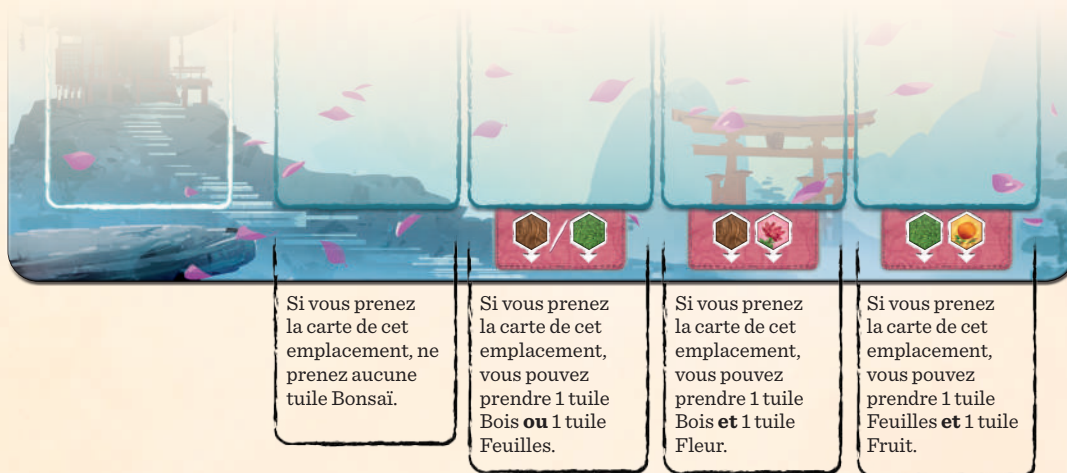 Si vous prenez
la carte de cet
emplacement, ne
prenez aucune
tuile Bonsaï.
Si vous prenez
la carte de cet
emplacement,
vous pouvez
prendre 1 tuile
Bois ou 1 tuile
Feuilles.
Si vous prenez
la carte de cet
emplacement,
vous pouvez
prendre 1 tuile
Bois et 1 tuile
Fleur.
Si vous prenez
la carte de cet
emplacement,
vous pouvez
prendre 1 tuile
Feuilles et 1 tuile
Fruit.